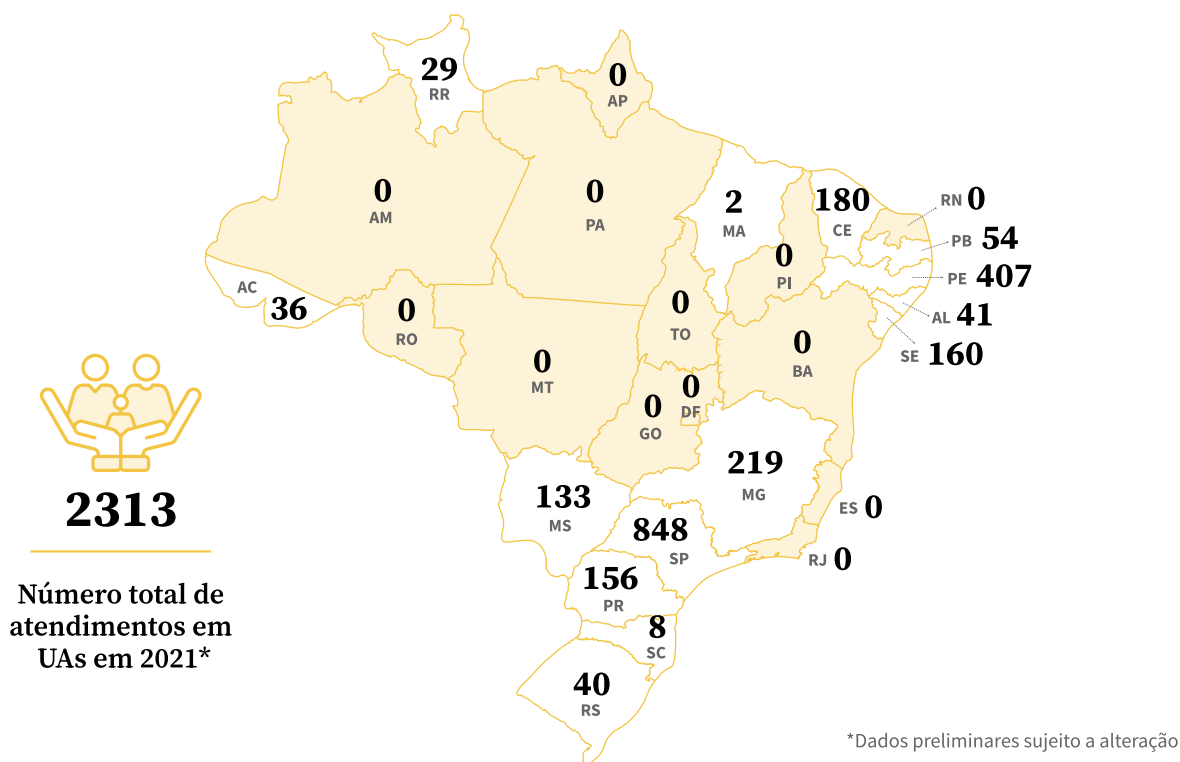 29
RR
0
AP
0
AM
0
PA
2
MA
180
CE
RN 0
PB 54
0
PI
PE 407
AC
36
0
RO
0
TO
AL 41
0
BA
SE 160
0
MT
0
DF
0
GO
219
MG
133
MS
ES 0
848
SP
RJ 0
156
PR
8
SC
40
RS
2313
Número total de
atendimentos em
UAs em 2021*
*Dados preliminares sujeito a alteração